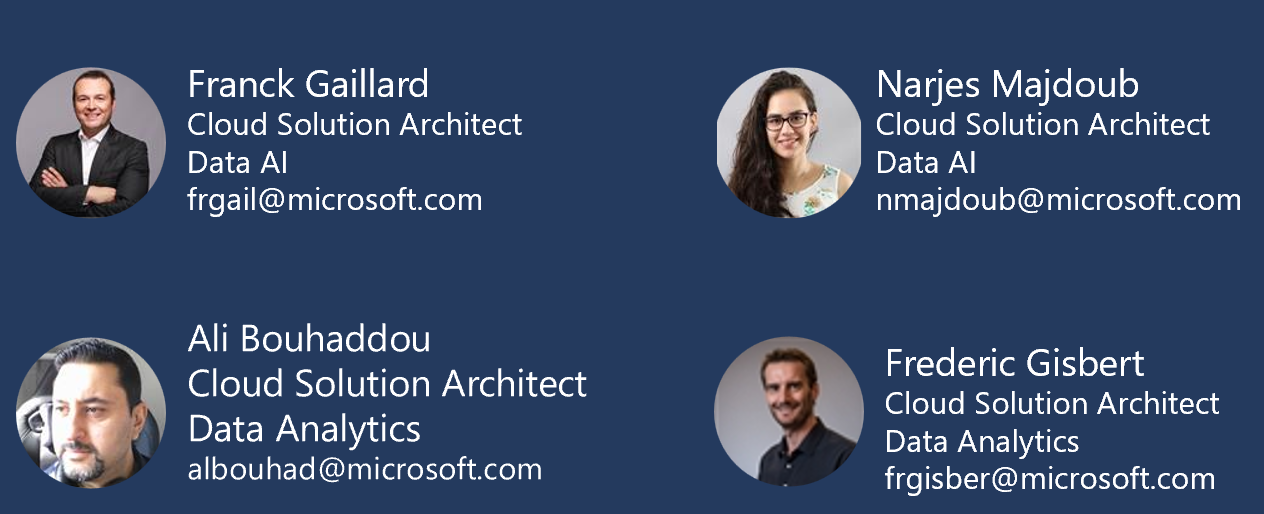 Franck Gaillard
Cloud Solution Architect
Data AI
frgail@microsoft.com
Narjes Majdoub
Cloud Solution Architect
Data AI
nmajdoub@microsoft.com
Ali Bouhaddou
Cloud Solution Architect
Data Analytics
albouhad@microsoft.com
Frederic Gisbert
Cloud Solution Architect
Data Analytics
frgisber@microsoft.com